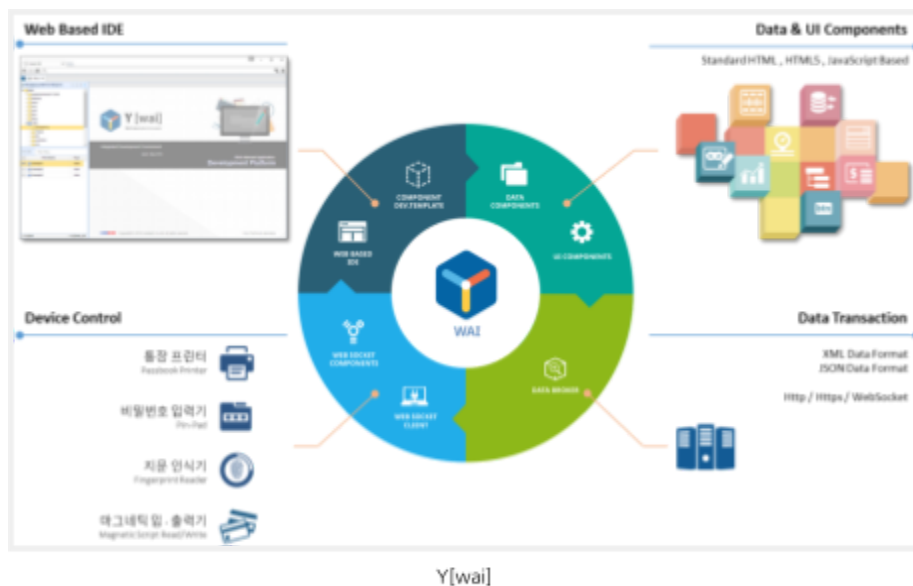 Web Based IDE
Data & UI Components
Standard HTML , HTML5 , JavaScript Based
Y[wai]
Development Platform
COMPONENT
DEV.TEMPLATE
DATA
COMPONENTS
WEB BASED
IDE
UI COMPONENTS
WAI
WEB SOCKET
COMPONENTS
DATA BROKER
WEB SOCKET
CLIENT
Device Control
통장 프린터
Passbook Printer
비밀번호 입력기
Pin-Pad
지문 인식기
Fingerprint Reader
마그네틱 입·출력기
Magnetic Script Read/Write
Data Transaction
XML Data Format
JSON Data Format
Http / Https / WebSocket
Y[wai]